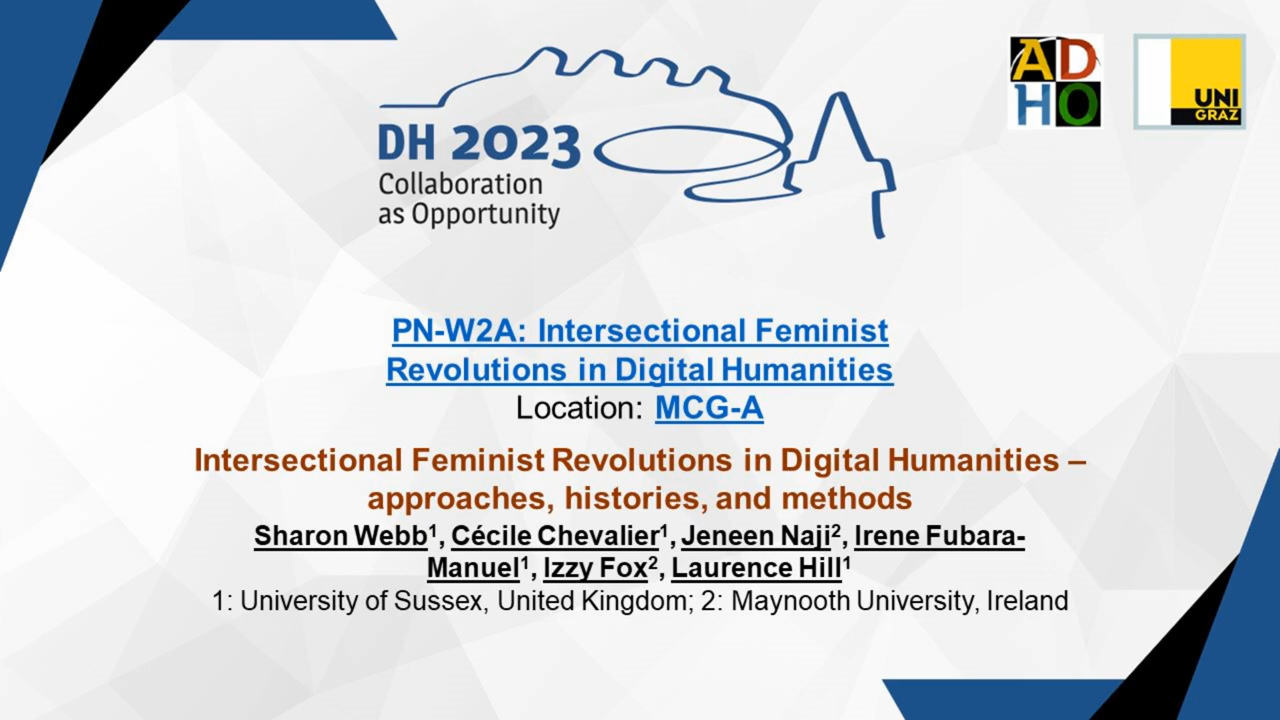 DH 2023
Collaboration
as Opportunity
AD
HO
UNI
GRAZ
PN-W2A: Intersectional Feminist
Revolutions in Digital Humanities
Location: MCG-A
Intersectional Feminist Revolutions in Digital Humanities –
approaches, histories, and methods
Sharon Webb¹, Cécile Chevalier¹, Jeneen Naji², Irene Fubara-
Manuel¹, Izzy Fox², Laurence Hill¹
1: University of Sussex, United Kingdom; 2: Maynooth University, Ireland